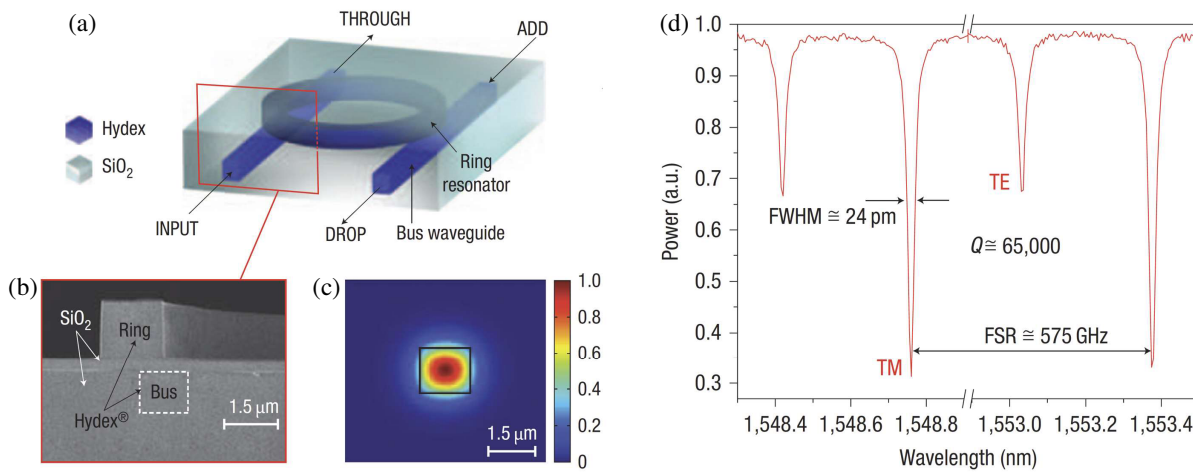 (a)
THROUGH
ADD
Hydex
SiO₂
Ring
resonator
INPUT
DROP
Bus waveguide
(b)
SiO₂
Ring
Bus
Hydex®
1.5 μm
(c)
1.0
0.8
0.6
0.4
0.2
0
1.5 μm
(d)
1.0
0.9
0.8
0.7
0.6
0.5
0.4
0.3
Power (a.u.)
TE
FWHM ≅ 24 pm
Q ≅ 65,000
FSR ≅ 575 GHz
TM
1,548.4
1,548.6
1,548.8
1,553.0
1,553.2
1,553.4
Wavelength (nm)